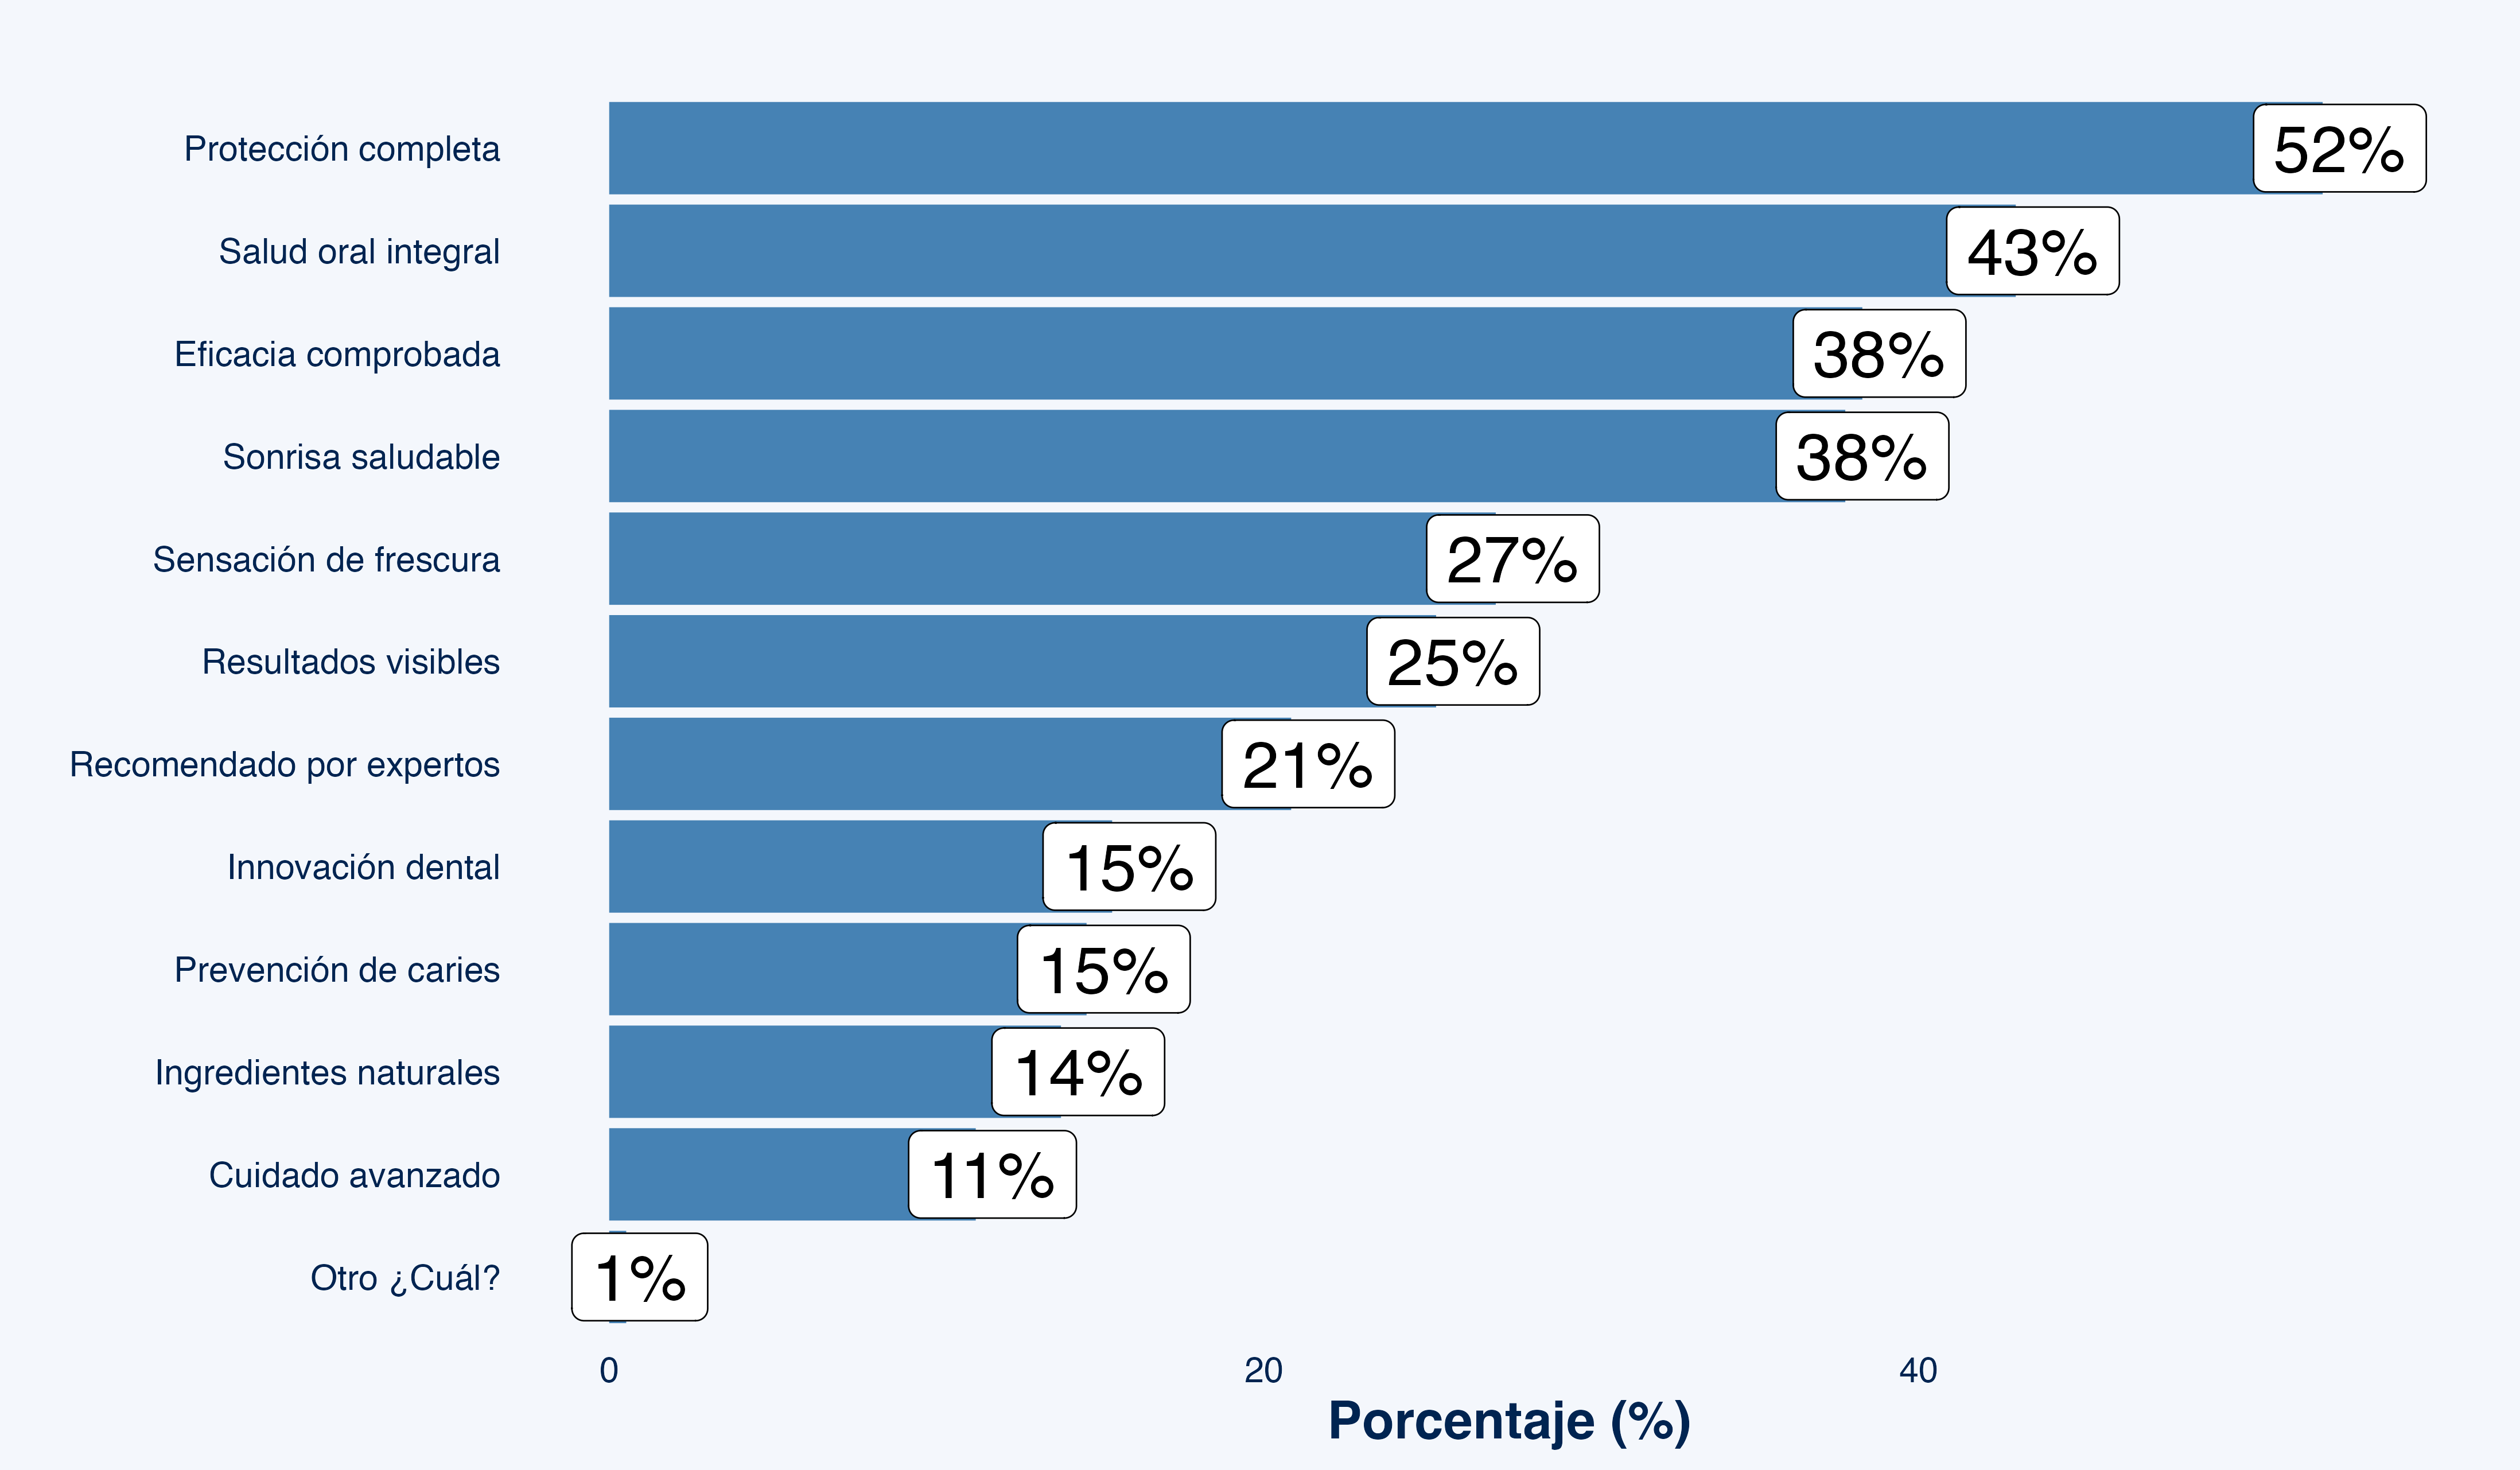 Protección completa 52%
Salud oral integral 43%
Eficacia comprobada 38%
Sonrisa saludable 38%
Sensación de frescura 27%
Resultados visibles 25%
Recomendado por expertos 21%
Innovación dental 15%
Prevención de caries 15%
Ingredientes naturales 14%
Cuidado avanzado 11%
Otro ¿Cuál? 1%
0 20 40
Porcentaje (%)